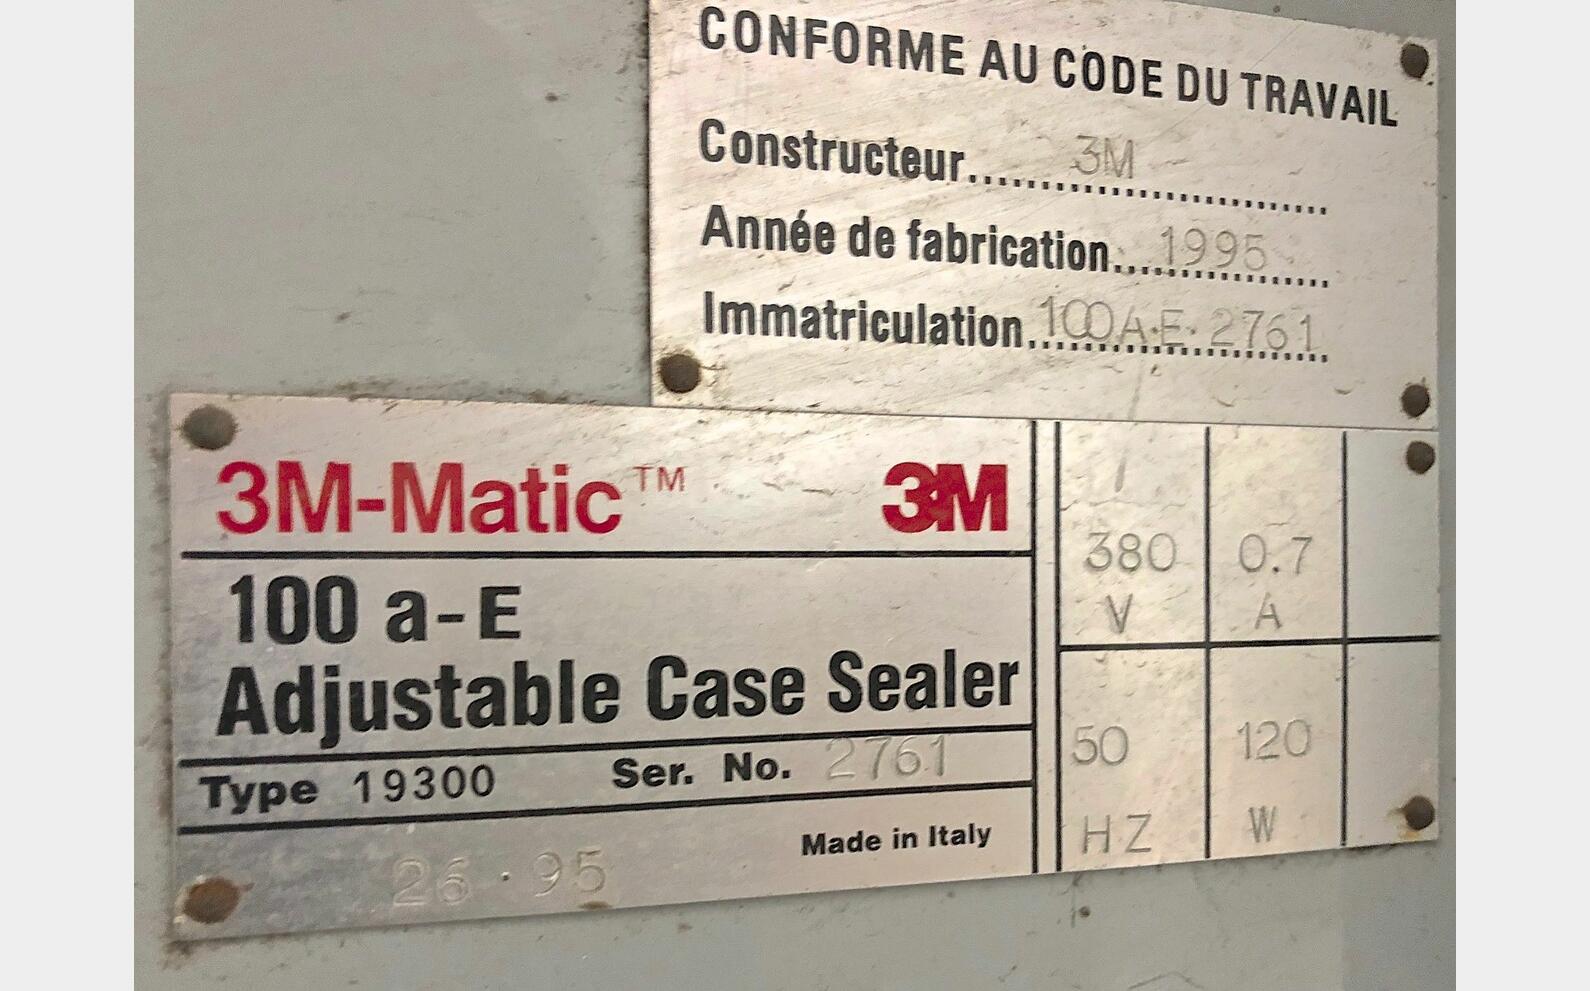 CONFORME AU CODE DU TRAVAIL
Constructeur.......3M..............
Année de fabrication...1995......
Immatriculation.100A·E·2761
3M-Matic™ 3M
100 a-E
Adjustable Case Sealer
Type 19300 Ser. No. 2761
26·95 Made in Italy
380 0.7
V A
50 120
HZ W